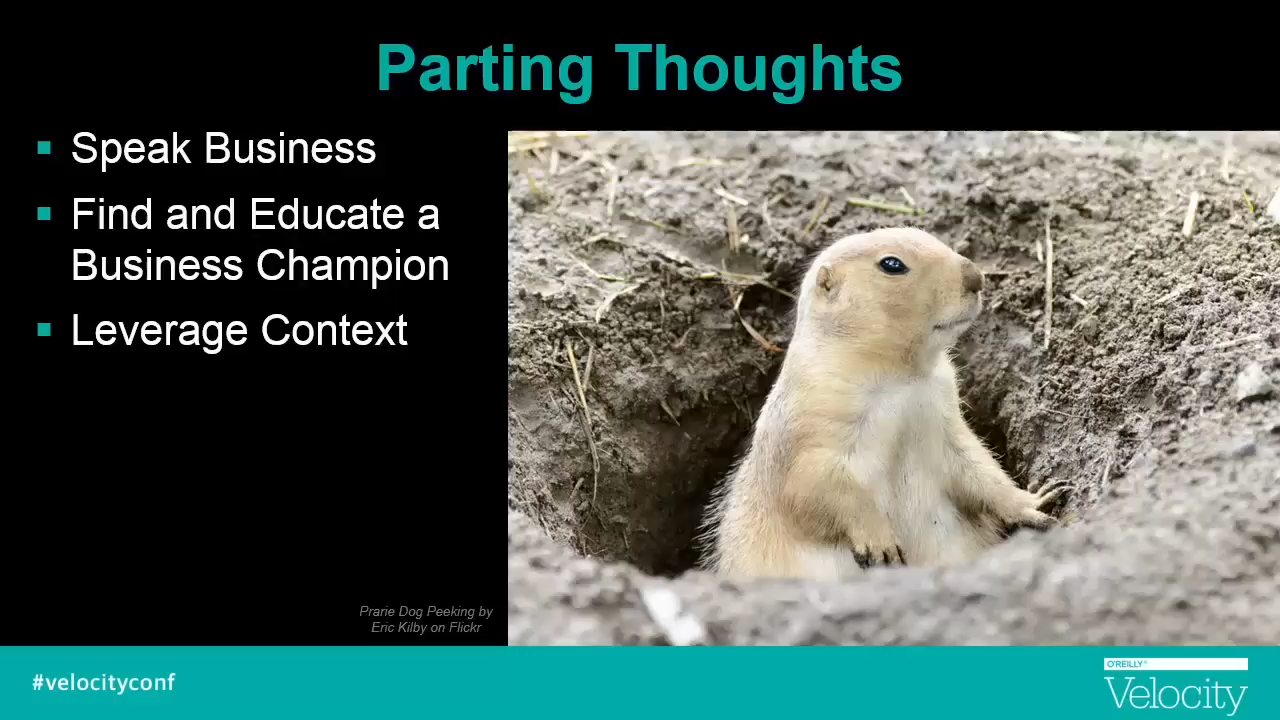 Parting Thoughts
Speak Business
Find and Educate a
Business Champion
Leverage Context
Prarie Dog Peeking by
Eric Kilby on Flickr
#velocityconf
O'REILLY®
Velocity